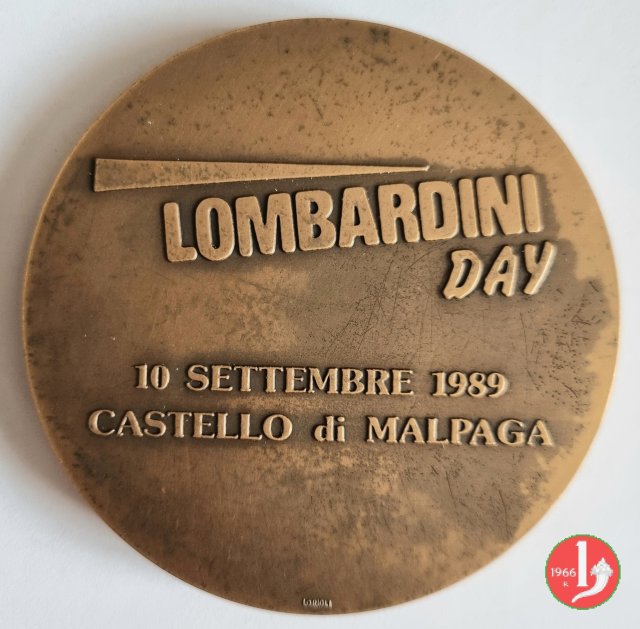 LOMBARDINI
DAY
10 SETTEMBRE 1989
CASTELLO di MALPAGA
1966